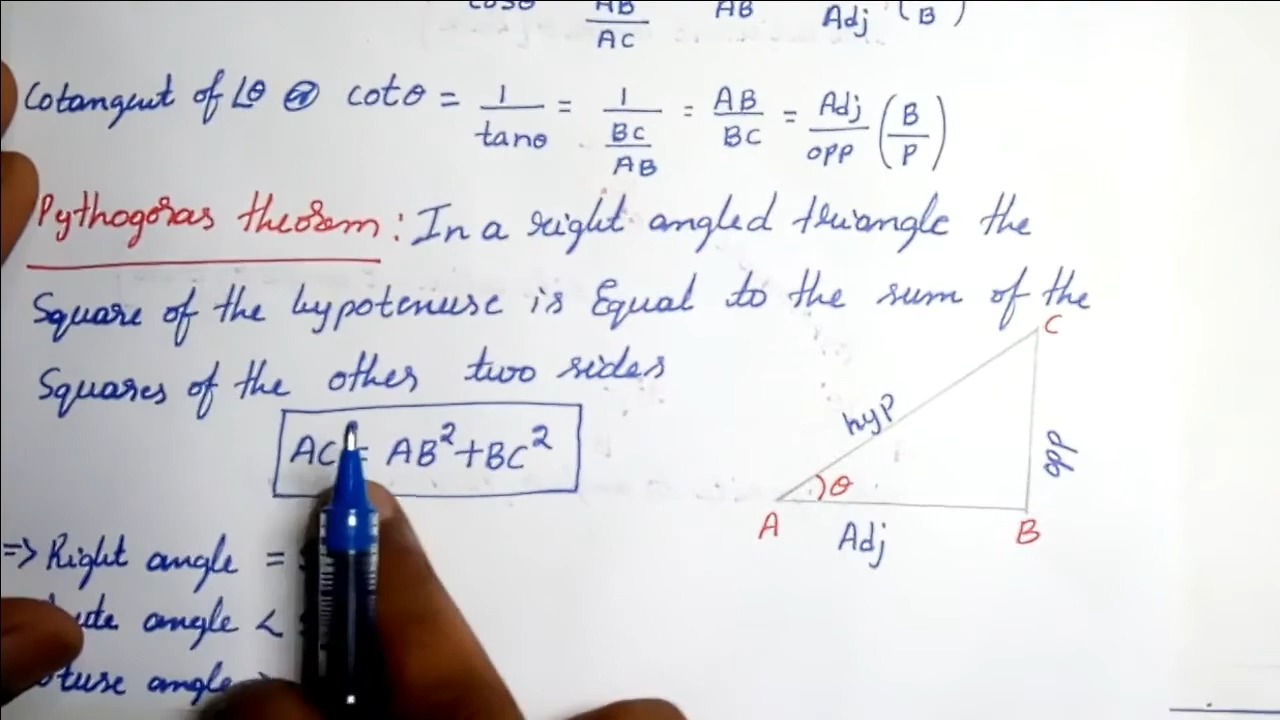 AB AB Adj (B)
AC
Cotangent of ∠θ or cotθ = 1/tanθ = 1/(BC/AB) = AB/BC = Adj/opp (B/P)
Pythogoras theorem: In a right angled triangle the
Square of the hypotenuse is Equal to the sum of the
Squares of the other two sides
AC = AB²+BC²
C
hyp
opp
θ
A
B
Adj
=> Right angle =
angle <
angle